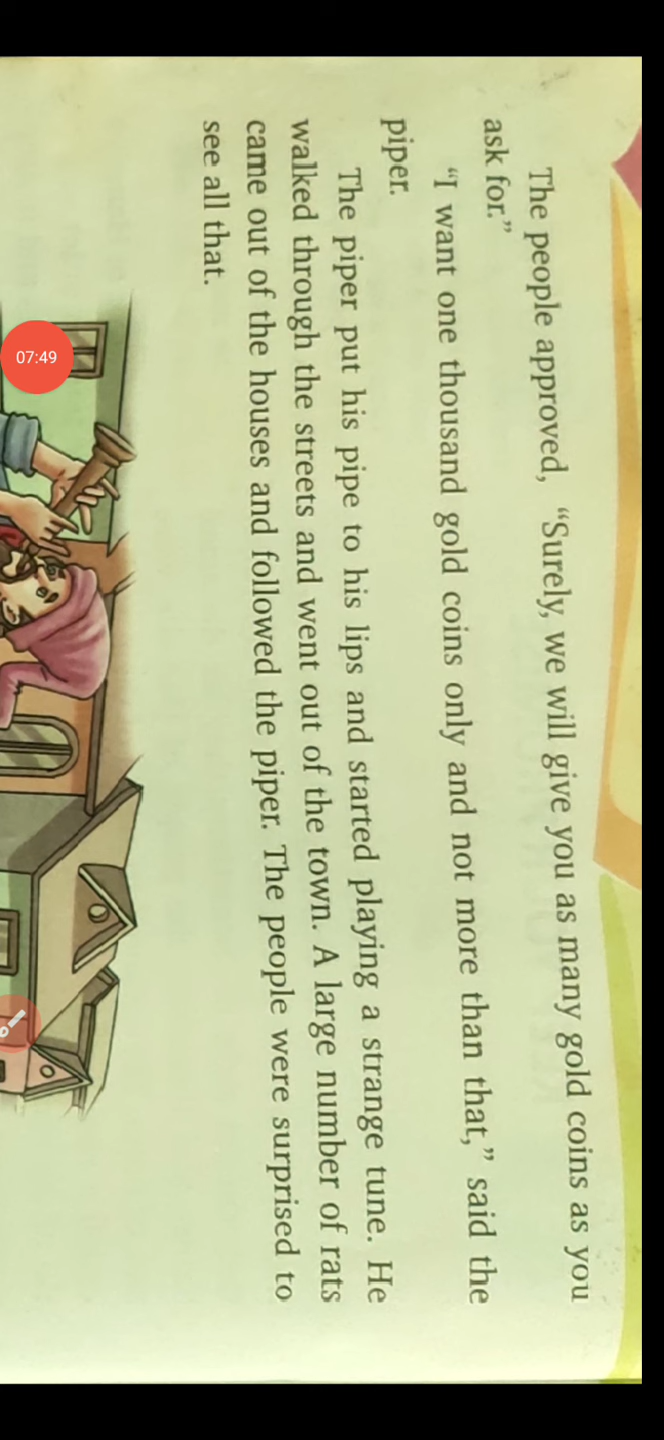 The people approved, “Surely, we will give you as many gold coins as you
ask for.”
“I want one thousand gold coins only and not more than that,” said the
piper.
The piper put his pipe to his lips and started playing a strange tune. He
walked through the streets and went out of the town. A large number of rats
came out of the houses and followed the piper. The people were surprised to
see all that.
07:49